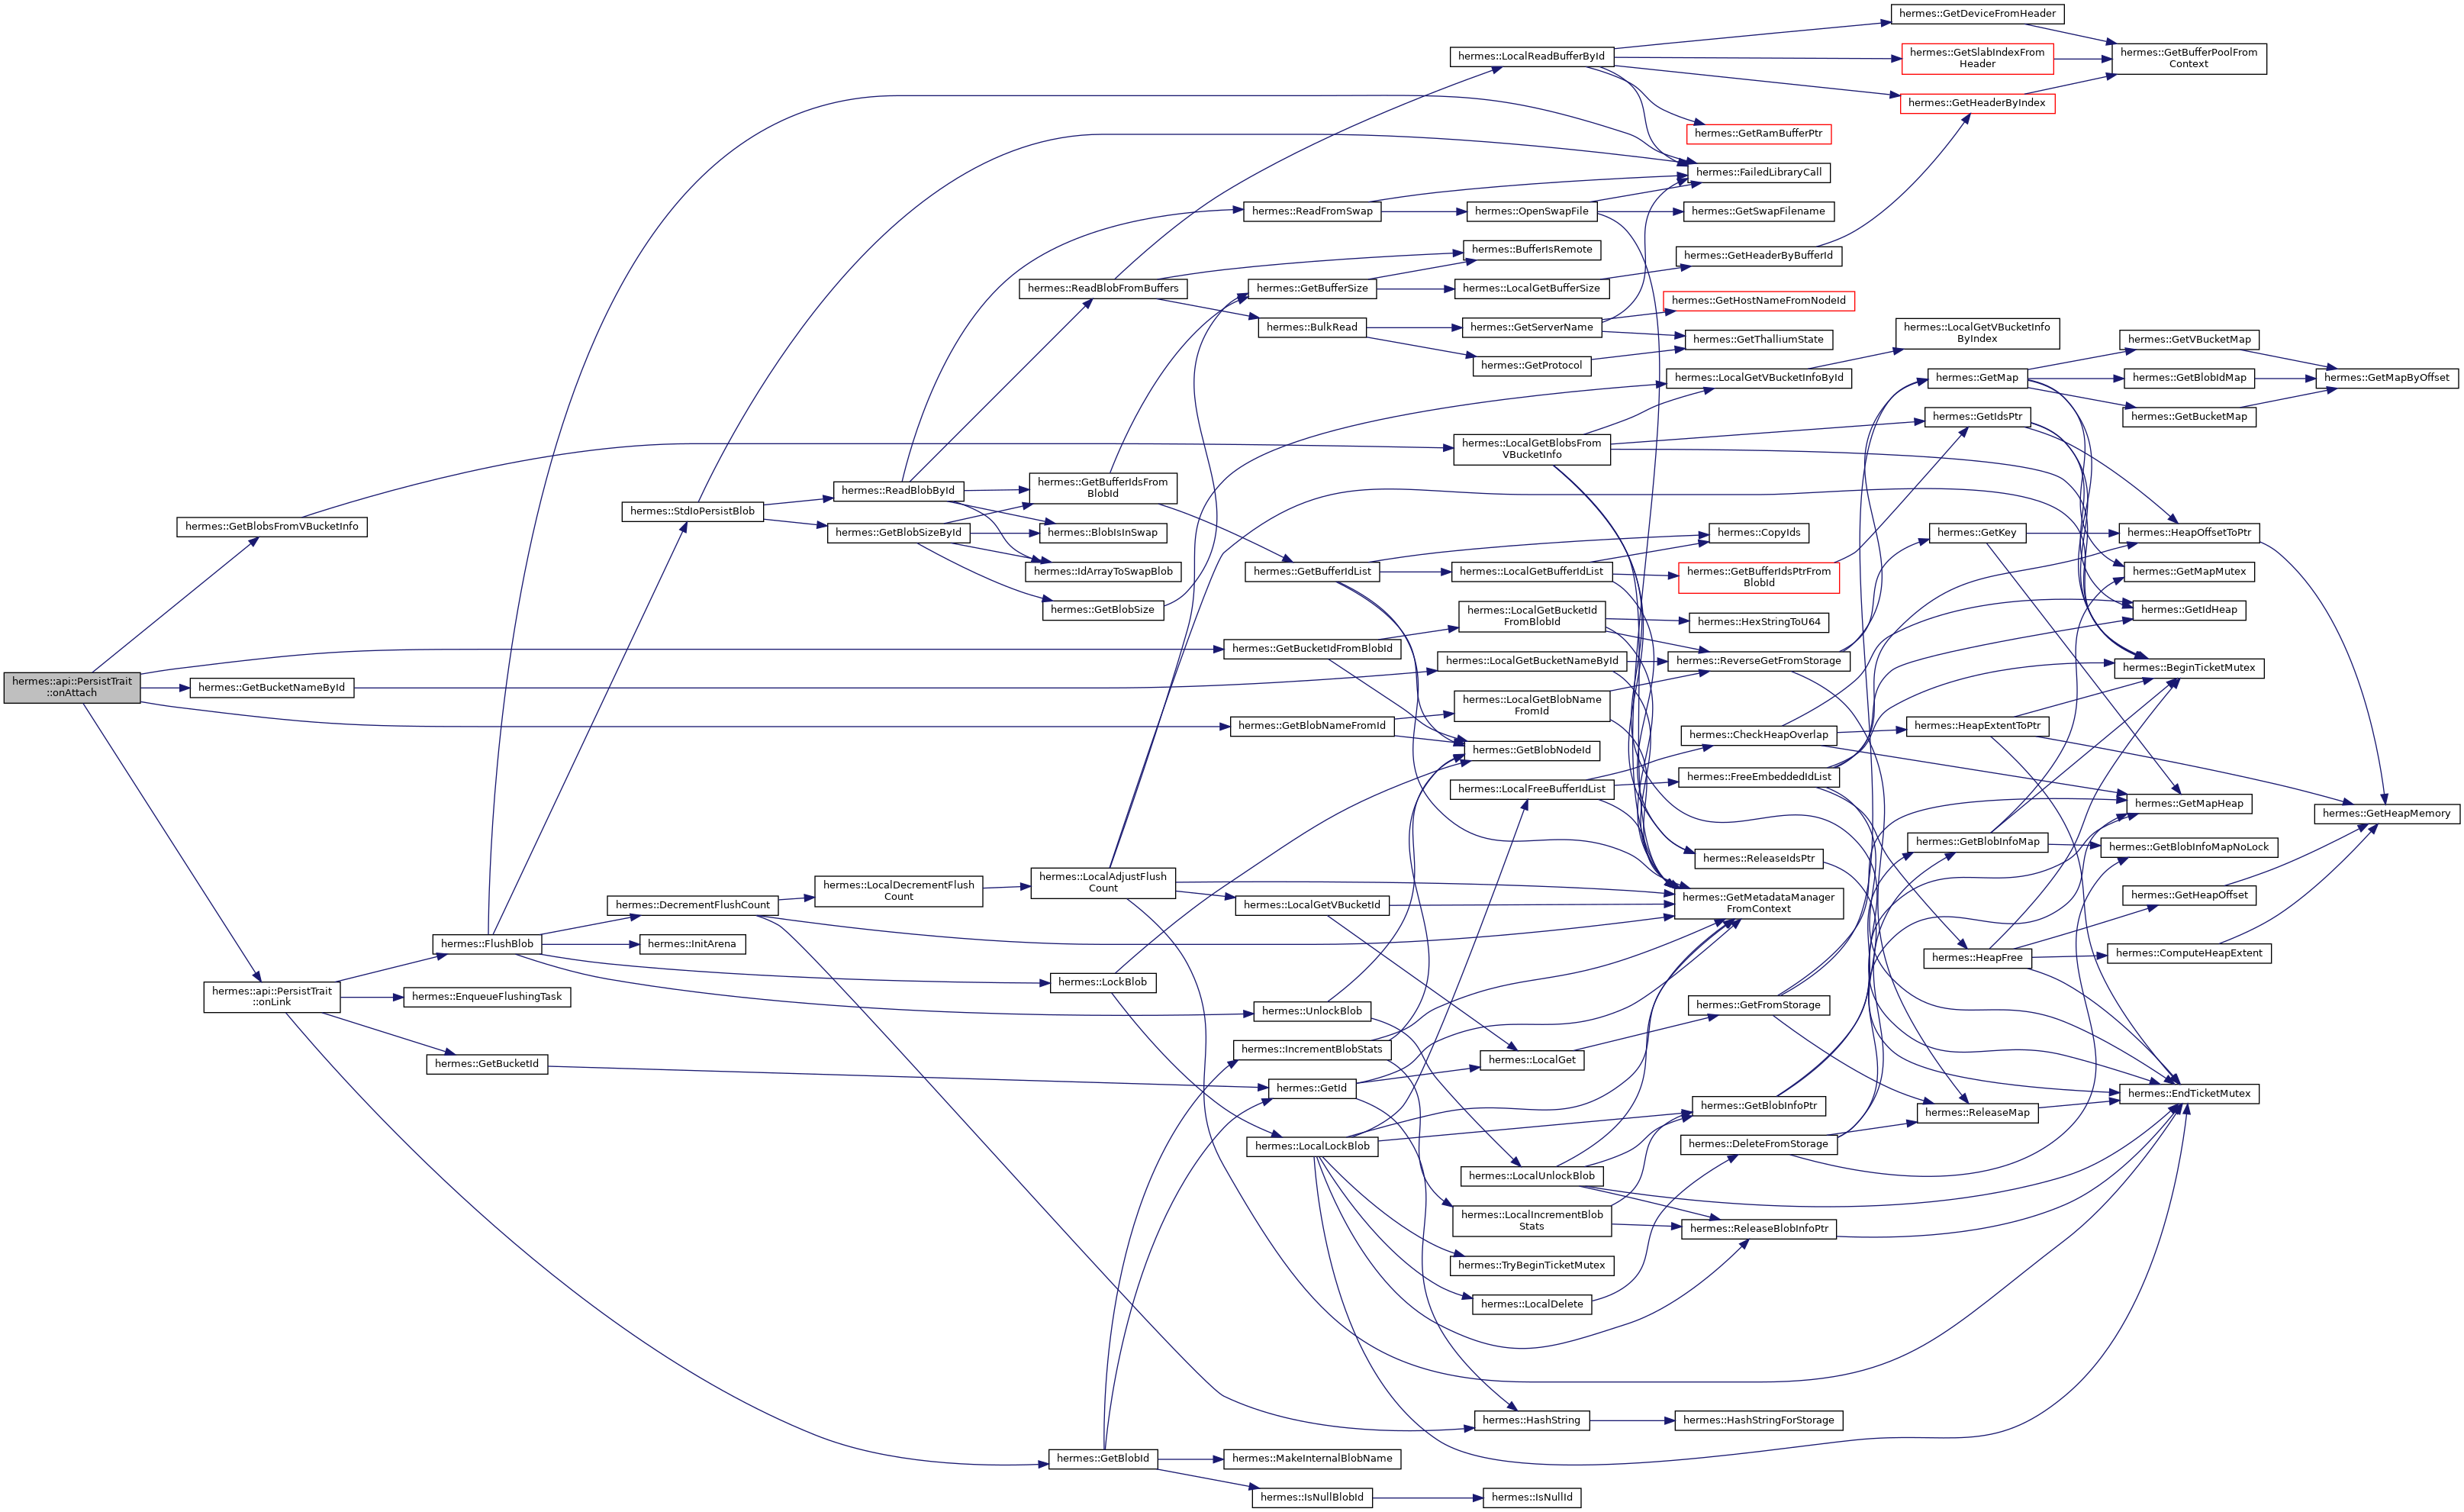 hermes::api::PersistTrait
::onAttach
hermes::GetBlobsFromVBucketInfo
hermes::GetBucketNameById
hermes::api::PersistTrait
::onLink
hermes::FlushBlob
hermes::EnqueueFlushingTask
hermes::GetBucketId
hermes::StdIoPersistBlob
hermes::DecrementFlushCount
hermes::InitArena
hermes::ReadBlobById
hermes::GetBlobSizeById
hermes::LocalDecrementFlush
Count
hermes::ReadBlobFromBuffers
hermes::GetBufferIdsFrom
BlobId
hermes::BlobIsInSwap
hermes::IdArrayToSwapBlob
hermes::GetBlobSize
hermes::LocalAdjustFlush
Count
hermes::LockBlob
hermes::GetBlobId
hermes::ReadFromSwap
hermes::GetBufferSize
hermes::BulkRead
hermes::GetBufferIdList
hermes::GetBucketIdFromBlobId
hermes::GetBlobNameFromId
hermes::LocalGetVBucketId
hermes::UnlockBlob
hermes::IncrementBlobStats
hermes::GetId
hermes::LocalLockBlob
hermes::MakeInternalBlobName
hermes::IsNullBlobId
hermes::LocalReadBufferById
hermes::OpenSwapFile
hermes::BufferIsRemote
hermes::LocalGetBufferSize
hermes::GetServerName
hermes::GetProtocol
hermes::LocalGetBlobsFrom
VBucketInfo
hermes::LocalGetBufferIdList
hermes::LocalGetBucketId
FromBlobId
hermes::LocalGetBucketNameById
hermes::LocalGetBlobName
FromId
hermes::GetBlobNodeId
hermes::LocalFreeBufferIdList
hermes::LocalGet
hermes::LocalUnlockBlob
hermes::LocalIncrementBlob
Stats
hermes::TryBeginTicketMutex
hermes::LocalDelete
hermes::HashString
hermes::IsNullId
hermes::GetRamBufferPtr
hermes::FailedLibraryCall
hermes::GetSwapFilename
hermes::GetHeaderByBufferId
hermes::GetHostNameFromNodeId
hermes::GetThalliumState
hermes::LocalGetVBucketInfoById
hermes::CopyIds
hermes::GetBufferIdsPtrFrom
BlobId
hermes::HexStringToU64
hermes::ReverseGetFromStorage
hermes::CheckHeapOverlap
hermes::FreeEmbeddedIdList
hermes::ReleaseIdsPtr
hermes::GetMetadataManager
FromContext
hermes::GetFromStorage
hermes::GetBlobInfoPtr
hermes::DeleteFromStorage
hermes::ReleaseBlobInfoPtr
hermes::HashStringForStorage
hermes::GetDeviceFromHeader
hermes::GetSlabIndexFrom
Header
hermes::GetHeaderByIndex
hermes::LocalGetVBucketInfo
ByIndex
hermes::GetMap
hermes::GetIdsPtr
hermes::GetKey
hermes::HeapExtentToPtr
hermes::GetBlobInfoMap
hermes::HeapFree
hermes::ReleaseMap
hermes::GetBufferPoolFrom
Context
hermes::GetVBucketMap
hermes::GetBlobIdMap
hermes::GetBucketMap
hermes::HeapOffsetToPtr
hermes::GetMapMutex
hermes::GetIdHeap
hermes::BeginTicketMutex
hermes::GetMapHeap
hermes::GetBlobInfoMapNoLock
hermes::GetHeapOffset
hermes::ComputeHeapExtent
hermes::EndTicketMutex
hermes::GetMapByOffset
hermes::GetHeapMemory